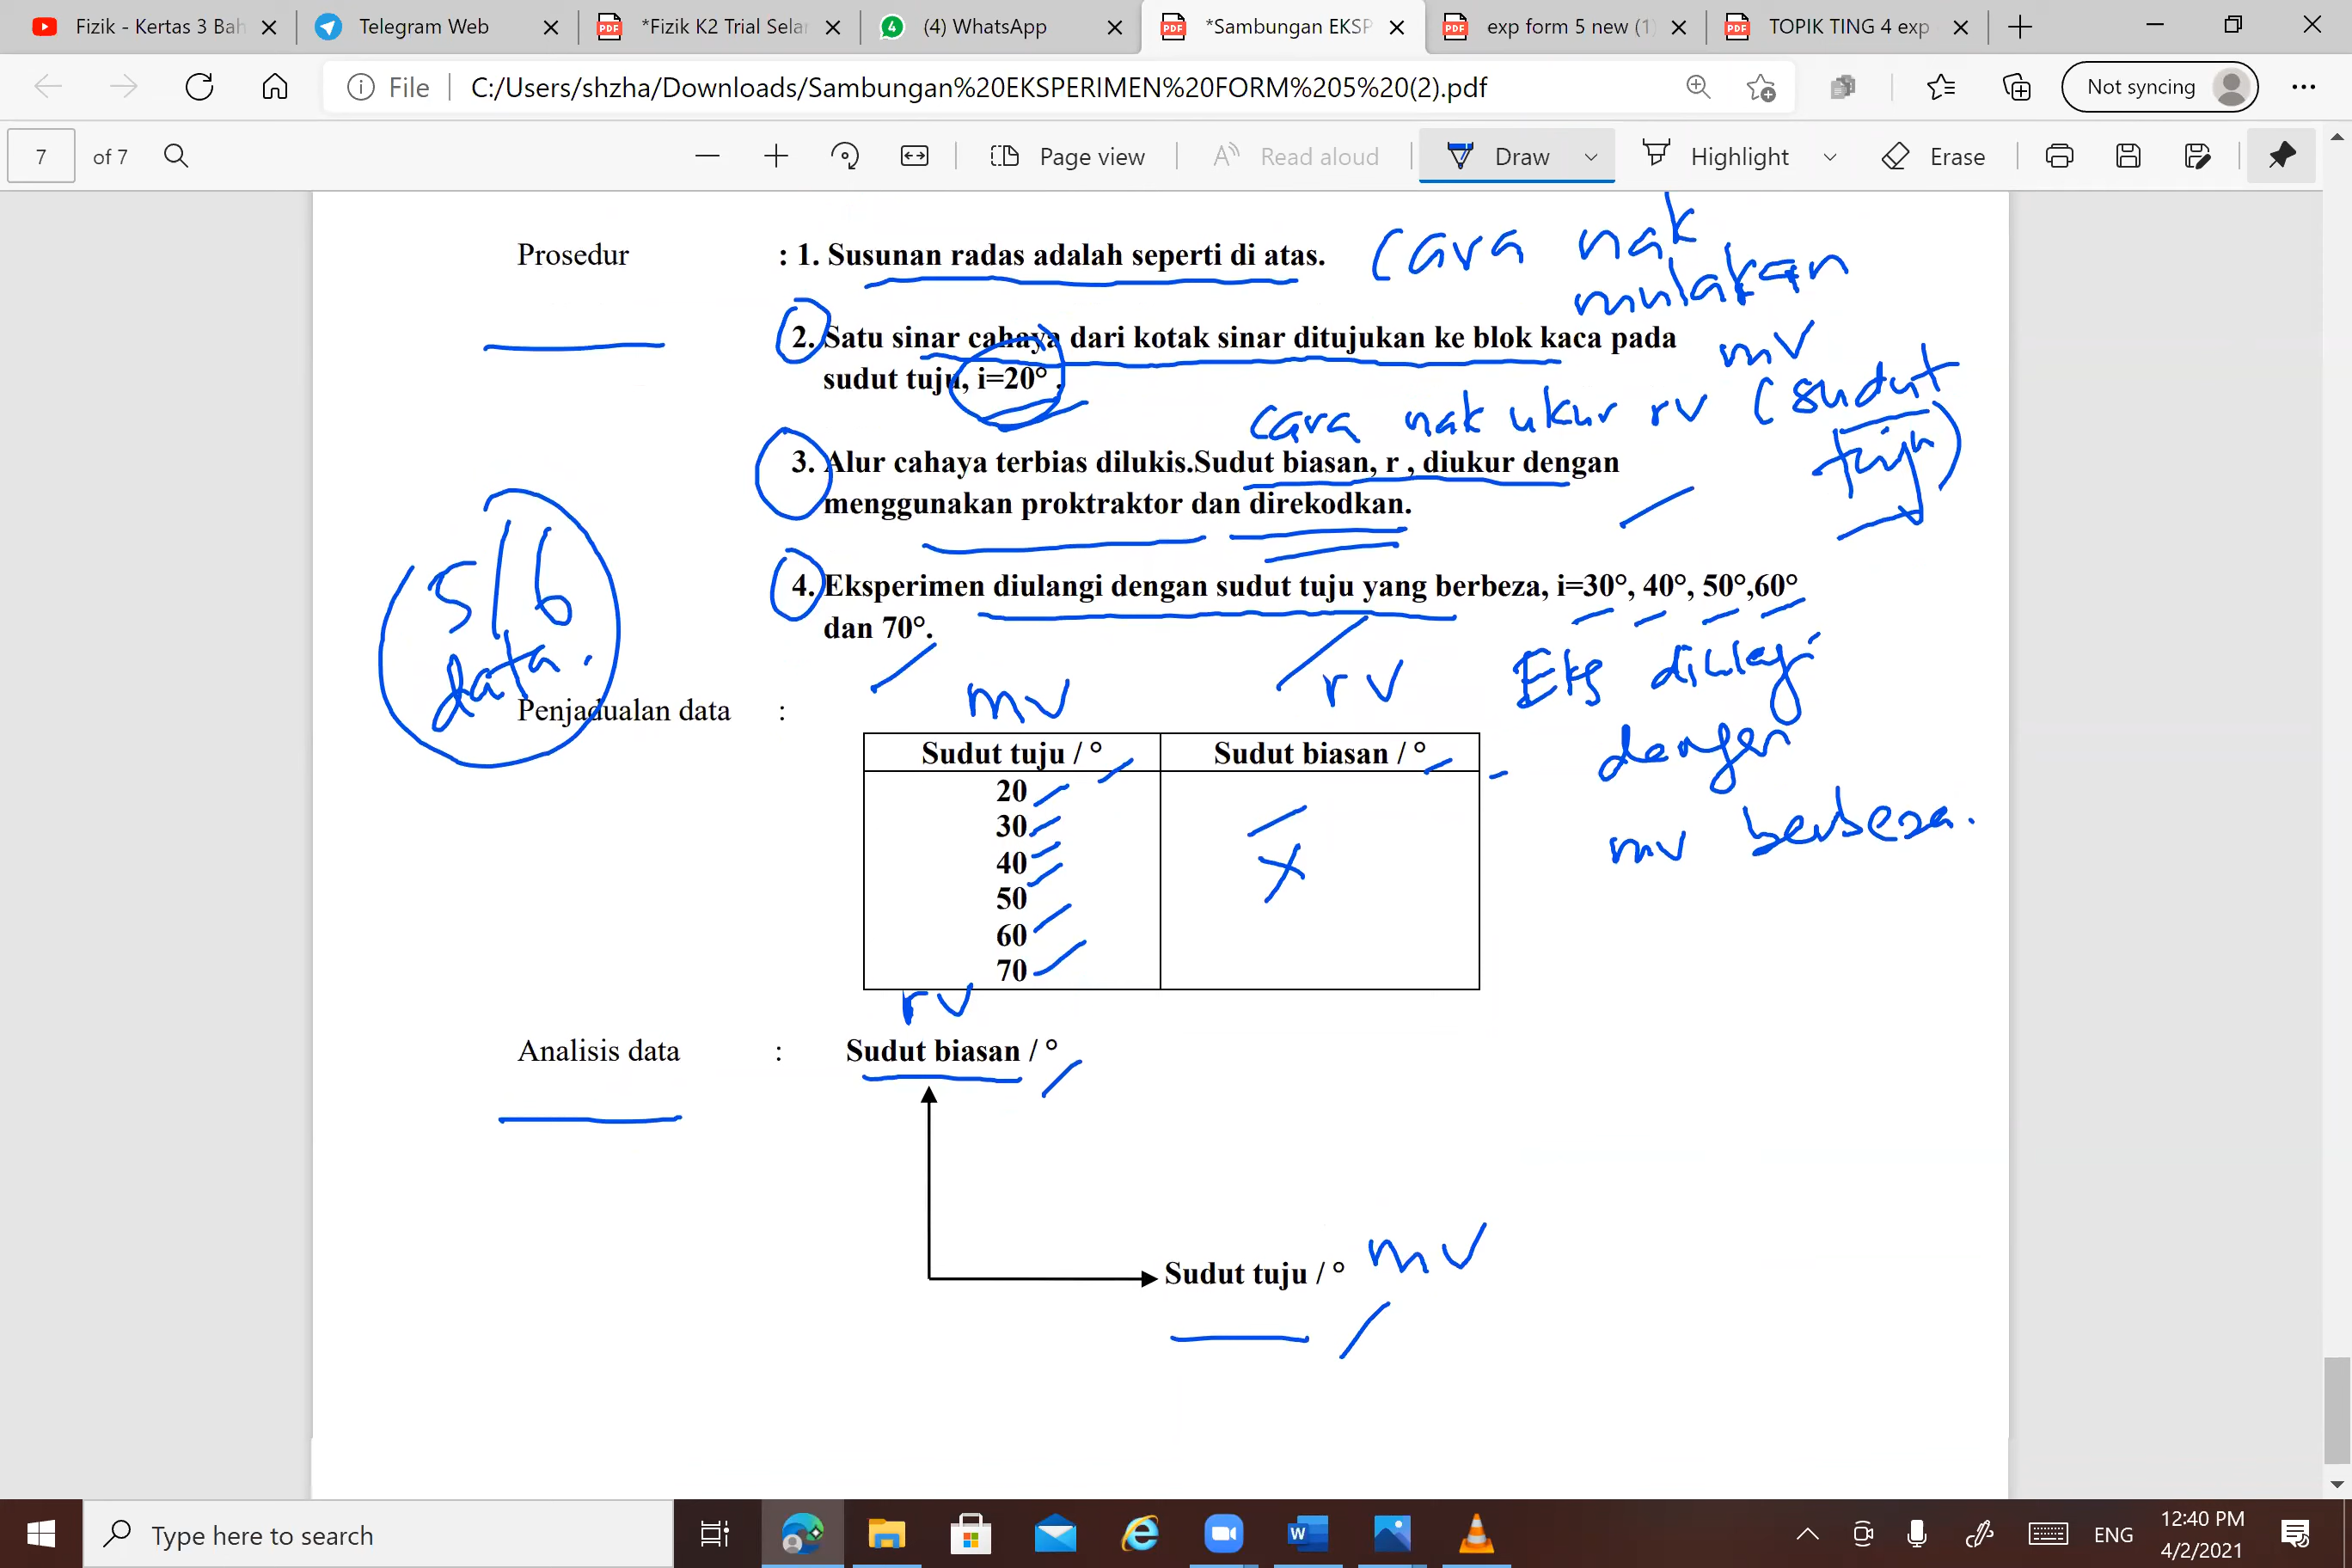 Fizik - Kertas 3 Bah
Telegram Web
*Fizik K2 Trial Selar
(4) WhatsApp
*Sambungan EKSP
exp form 5 new (1)
TOPIK TING 4 exp
File
C:/Users/shzha/Downloads/Sambungan%20EKSPERIMEN%20FORM%205%20(2).pdf
Not syncing
7
of 7
Page view
Read aloud
Draw
Highlight
Erase
Prosedur : 1. Susunan radas adalah seperti di atas.
Cara nak
mulakan
mv
2. Satu sinar cahaya dari kotak sinar ditujukan ke blok kaca pada
sudut tuju, i=20° .
cara nak ukur rv (sudut
tuju)
3. Alur cahaya terbias dilukis.Sudut biasan, r , diukur dengan
menggunakan proktraktor dan direkodkan.
4. Eksperimen diulangi dengan sudut tuju yang berbeza, i=30°, 40°, 50°,60°
dan 70°.
5/6
data.
Eks diulagi
dengan
mv berbeza.
Penjadualan data :
mv rv
Sudut tuju / ° Sudut biasan / °
20
30
40
50
60
70
rv
Analisis data : Sudut biasan / °
Sudut tuju / ° mv
Type here to search
ENG
12:40 PM
4/2/2021